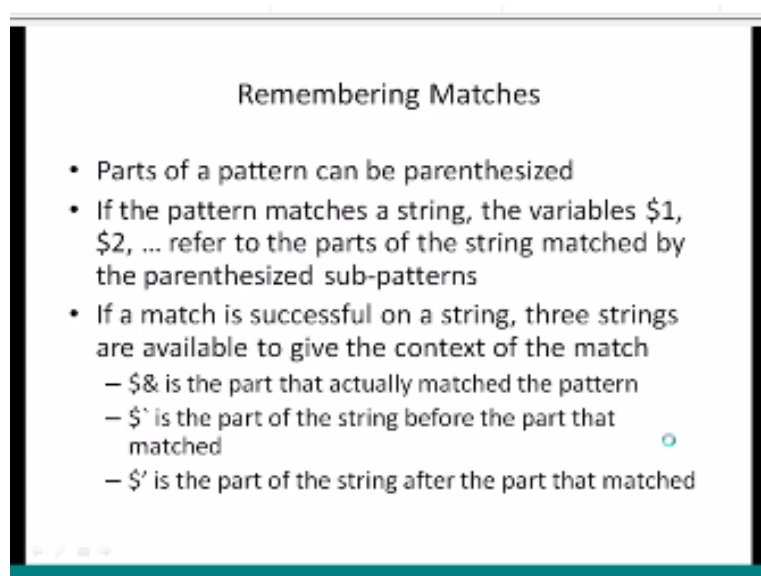 Remembering Matches
• Parts of a pattern can be parenthesized
• If the pattern matches a string, the variables $1,
$2, ... refer to the parts of the string matched by
the parenthesized sub-patterns
• If a match is successful on a string, three strings
are available to give the context of the match
– $& is the part that actually matched the pattern
– $` is the part of the string before the part that
matched
– $’ is the part of the string after the part that matched